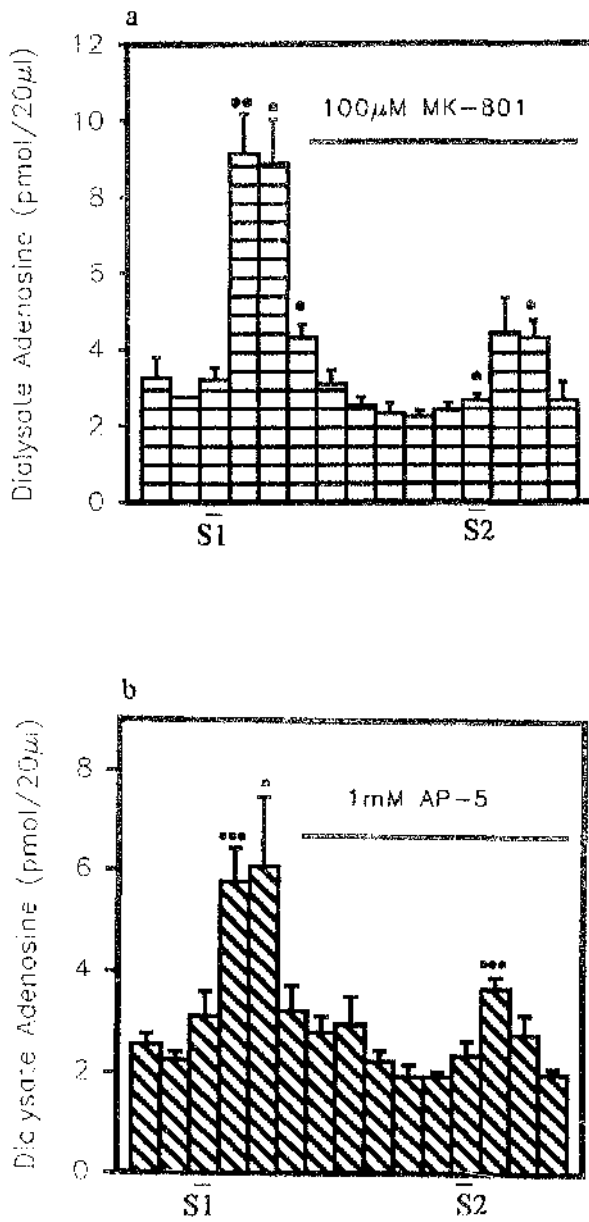 a
Dialysate Adenosine (pmol/20μl)
12
10
8
6
4
2
0
100μM MK-801
**
*
*
*
*
S1
S2
b
Dialysate Adenosine (pmol/20μl)
8
6
4
2
0
1mM AP-5
***
*
***
S1
S2